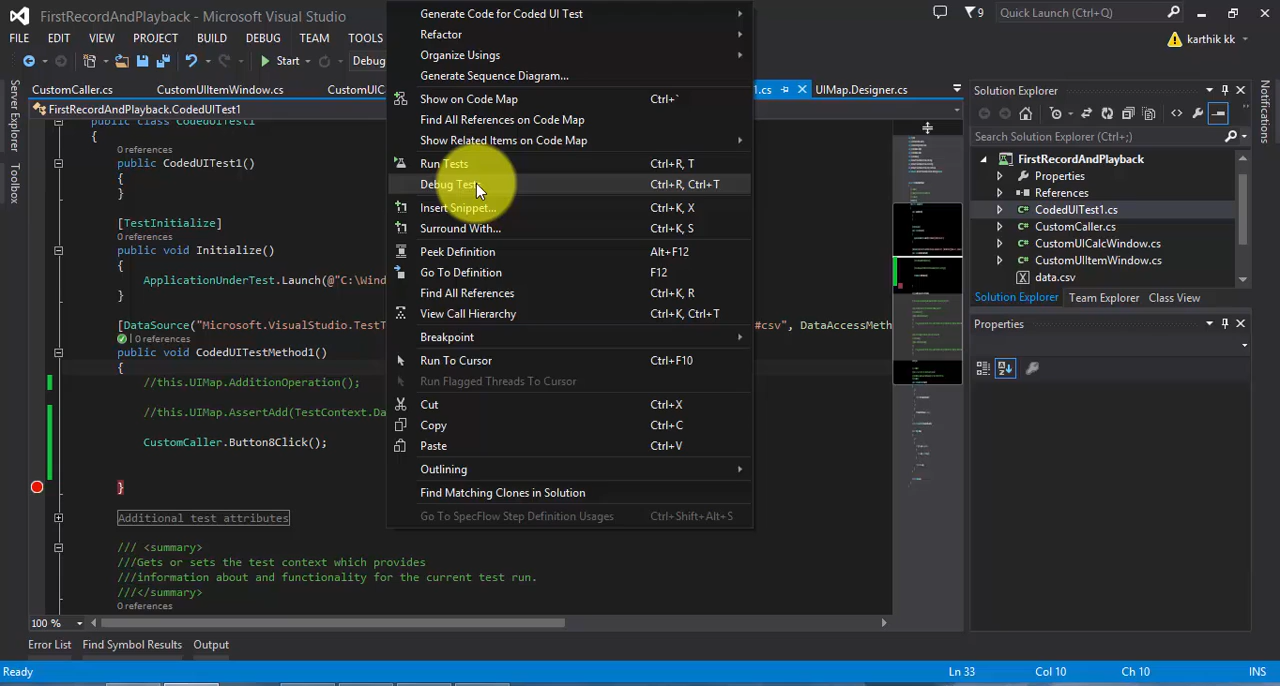 FirstRecordAndPlayback - Microsoft Visual Studio
9
Quick Launch (Ctrl+Q)
FILE EDIT VIEW PROJECT BUILD DEBUG TEAM TOOLS
karthik kk
Start
Debug
CustomCaller.cs
CustomUIItemWindow.cs
CustomUIC
1.cs
UIMap.Designer.cs
FirstRecordAndPlayback.CodedUITest1
Server Explorer
Toolbox
public class CodedUITest1
{
0 references
public CodedUITest1()
{
}
[TestInitialize]
0 references
public void Initialize()
{
ApplicationUnderTest.Launch(@"C:\Wind
}
[DataSource("Microsoft.VisualStudio.TestT
#csv", DataAccessMeth
| 0 references
public void CodedUITestMethod1()
{
//this.UIMap.AdditionOperation();
//this.UIMap.AssertAdd(TestContext.Da
CustomCaller.Button8Click();
}
Additional test attributes
/// <summary>
///Gets or sets the test context which provides
///information about and functionality for the current test run.
///</summary>
0 references
100 %
Generate Code for Coded UI Test
Refactor
Organize Usings
Generate Sequence Diagram...
Show on Code Map Ctrl+`
Find All References on Code Map
Show Related Items on Code Map
Run Tests Ctrl+R, T
Debug Tests Ctrl+R, Ctrl+T
Insert Snippet... Ctrl+K, X
Surround With... Ctrl+K, S
Peek Definition Alt+F12
Go To Definition F12
Find All References Ctrl+K, R
View Call Hierarchy Ctrl+K, Ctrl+T
Breakpoint
Run To Cursor Ctrl+F10
Run Flagged Threads To Cursor
Cut Ctrl+X
Copy Ctrl+C
Paste Ctrl+V
Outlining
Find Matching Clones in Solution
Go To SpecFlow Step Definition Usages Ctrl+Shift+Alt+S
Solution Explorer
Search Solution Explorer (Ctrl+;)
FirstRecordAndPlayback
Properties
References
CodedUITest1.cs
CustomCaller.cs
CustomUICalcWindow.cs
CustomUIItemWindow.cs
data.csv
Solution Explorer Team Explorer Class View
Properties
Notifications
Error List Find Symbol Results Output
Ready
Ln 33 Col 10 Ch 10 INS